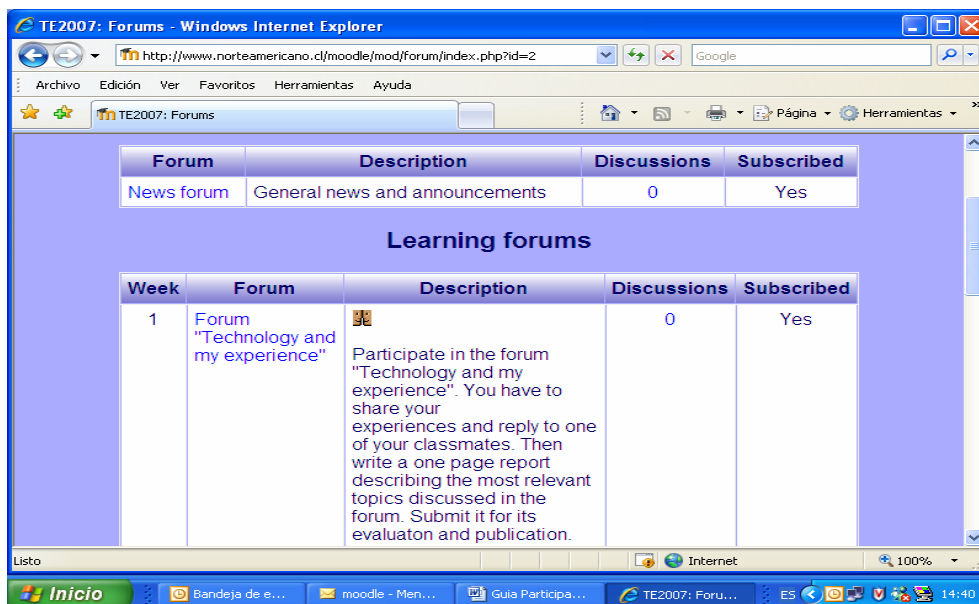 TE2007: Forums - Windows Internet Explorer
http://www.norteamericano.cl/moodle/mod/forum/index.php?id=2
Google
Archivo Edición Ver Favoritos Herramientas Ayuda
TE2007: Forums
Página
Herramientas
Forum Description Discussions Subscribed
News forum General news and announcements 0 Yes
Learning forums
Week Forum Description Discussions Subscribed
1 Forum 0 Yes
"Technology and
my experience"
Participate in the forum
"Technology and my
experience". You have to
share your
experiences and reply to one
of your classmates. Then
write a one page report
describing the most relevant
topics discussed in the
forum. Submit it for its
evaluaton and publication.
Listo Internet 100%
Inicio Bandeja de e... moodle - Men... Guia Participa... TE2007: Foru... ES 14:40